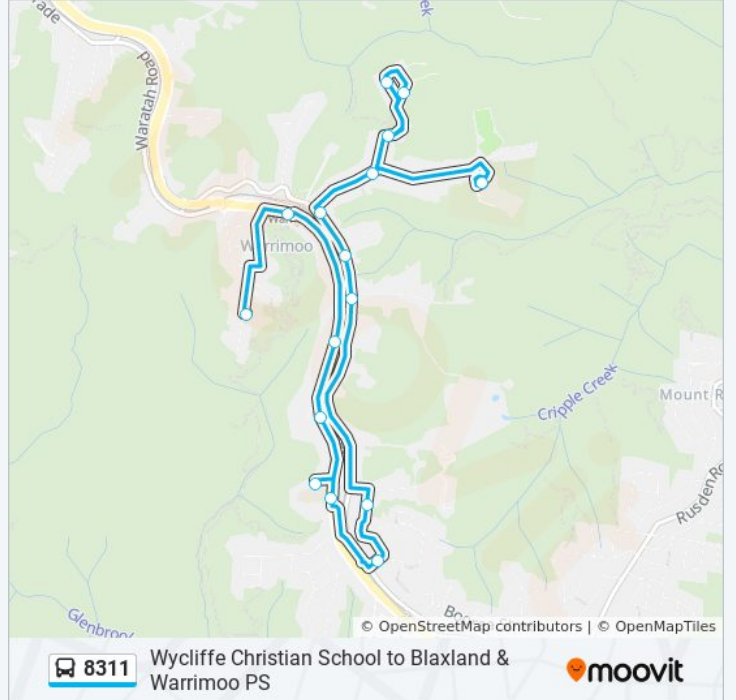 Waratah Road
Warrimoo
Cripple Creek
Mount R
Rusden Ro
© OpenStreetMap contributors | © OpenMapTiles
8311
Wycliffe Christian School to Blaxland &
Warrimoo PS
moovit